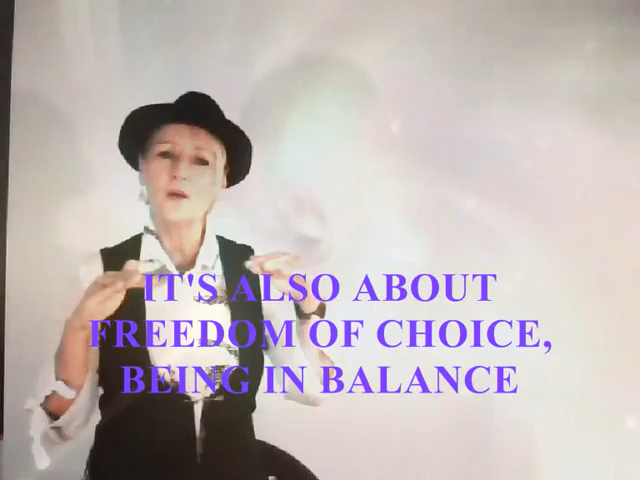 IT'S ALSO ABOUT
FREEDOM OF CHOICE,
BEING IN BALANCE